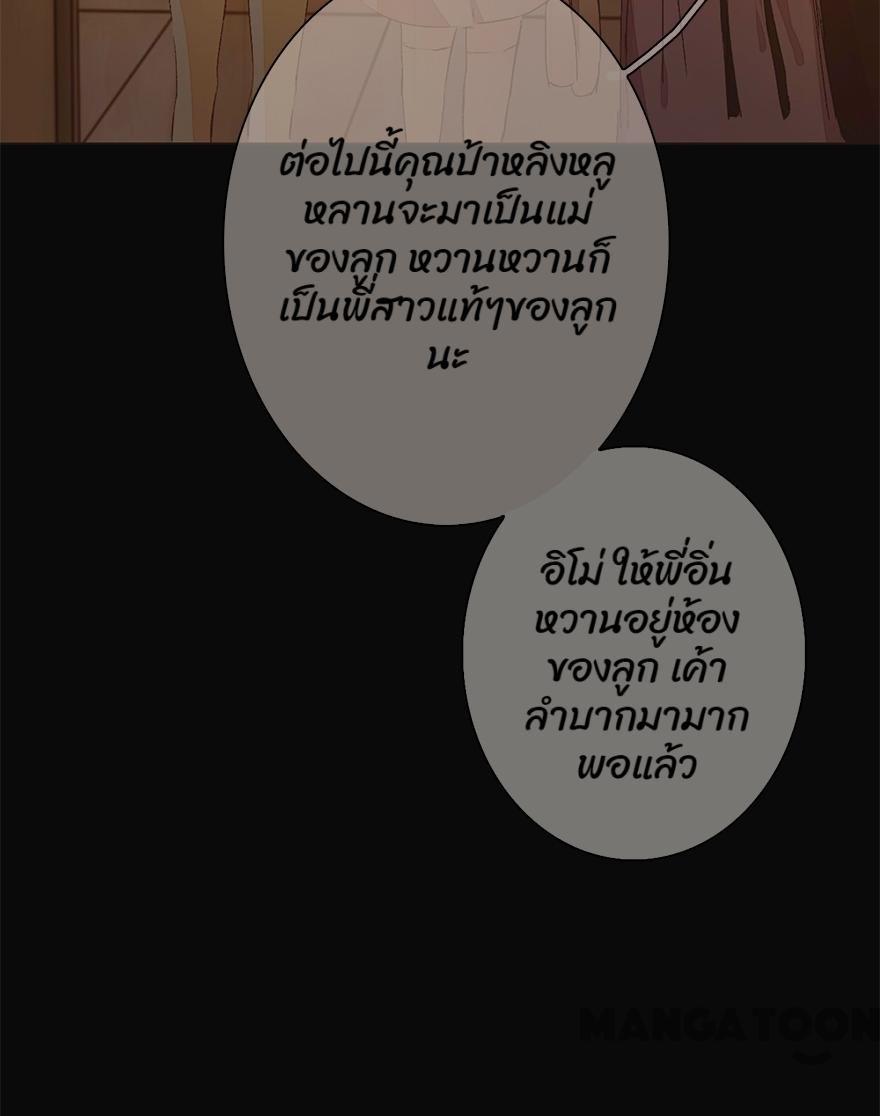 ต่อไปนี้คุณป้าหลิงหลู
หลานจะมาเป็นแม่
ของลูก หวานหวานก็
เป็นพี่สาวแท้ๆของลูก
นะ
อิโม่ ให้พี่อิ่น
หวานอยู่ห้อง
ของลูก เค้า
ลำบากมามาก
พอแล้ว
MANGATOON